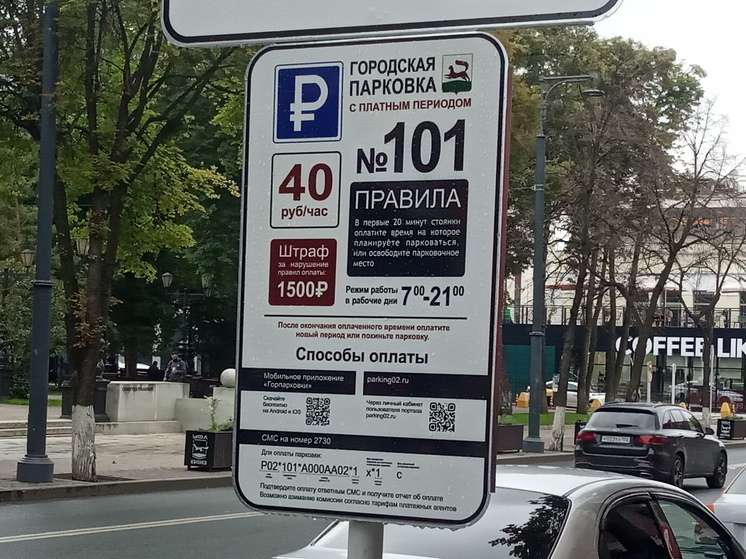 ГОРОДСКАЯ
ПАРКОВКА
С ПЛАТНЫМ ПЕРИОДОМ
№101
40
руб/час
ПРАВИЛА
В первые 20 минут стоянки
оплатите время на которое
планируете парковаться,
или освободите парковочное
место
Штраф
за нарушение
правил оплаты:
1500₽
Режим работы
в рабочие дни 7⁰⁰-21⁰⁰
После окончания оплаченного времени оплатите
новый период или покиньте парковку.
Способы оплаты
Мобильное приложение
«Горпарковки»
parking02.ru
Скачайте
бесплатно
на Android и iOS
Через личный кабинет
пользователя портала
parking02.ru
СМС на номер 2730
Для оплаты парковки:
P02*101*A000AA02*1
х*1
С
Подтвердите оплату ответным СМС и получите отчет об оплате
Возможно взимание комиссии согласно тарифам платежных агентов
COFFEE LIK